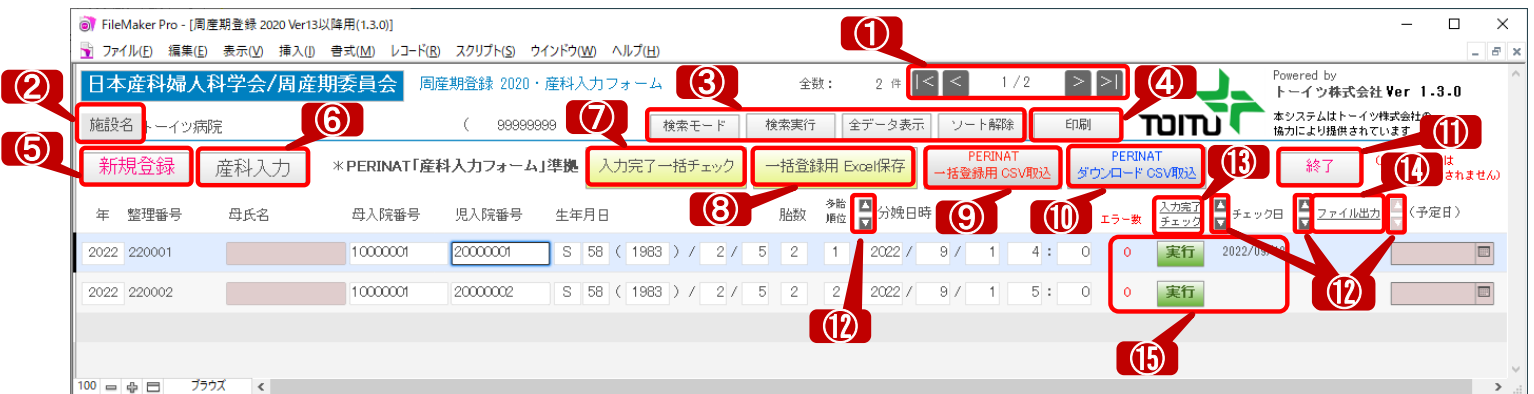 FileMaker Pro - [周産期登録 2020 Ver13以降用(1.3.0)]
ファイル(F) 編集(E) 表示(V) 挿入(I) 書式(M) レコード(R) スクリプト(S) ウインドウ(W) ヘルプ(H)
①
日本産科婦人科学会/周産期委員会 周産期登録 2020・産科入力フォーム 全数: 2 件 |< < 1 / 2 > >|
Powered by
トーイツ株式会社 Ver 1.3.0
② ③ ④
施設名 トーイツ病院 ( 99999999 検索モード 検索実行 全データ表示 ソート解除 印刷 TOITU
本システムはトーイツ株式会社の
協力により提供されています
⑤ ⑥ ⑦ ⑪
新規登録 産科入力 ＊PERINAT「産科入力フォーム」準拠 入力完了一括チェック 一括登録用 Excel保存
PERINAT
一括登録用 CSV取込
PERINAT
ダウンロード CSV取込
終了
( は
されません)
⑧ ⑨ ⑩ ⑬ ⑭
年 整理番号 母氏名 母入院番号 児入院番号 生年月日 胎数
多胎
順位
▲
▼
分娩日時 エラー数
入力完了
チェック
▲
▼
チェック日
▲
▼
ファイル出力
▲
▼
(予定日)
2022 220001 10000001 20000001 S 58 ( 1983 ) / 2 / 5 2 1 2022 / 9 / 1 4 : 0 0 実行
2022 220002 10000001 20000002 S 58 ( 1983 ) / 2 / 5 2 2 2022 / 9 / 1 5 : 0 0 実行
⑫ ⑫
⑮
100 ブラウズ